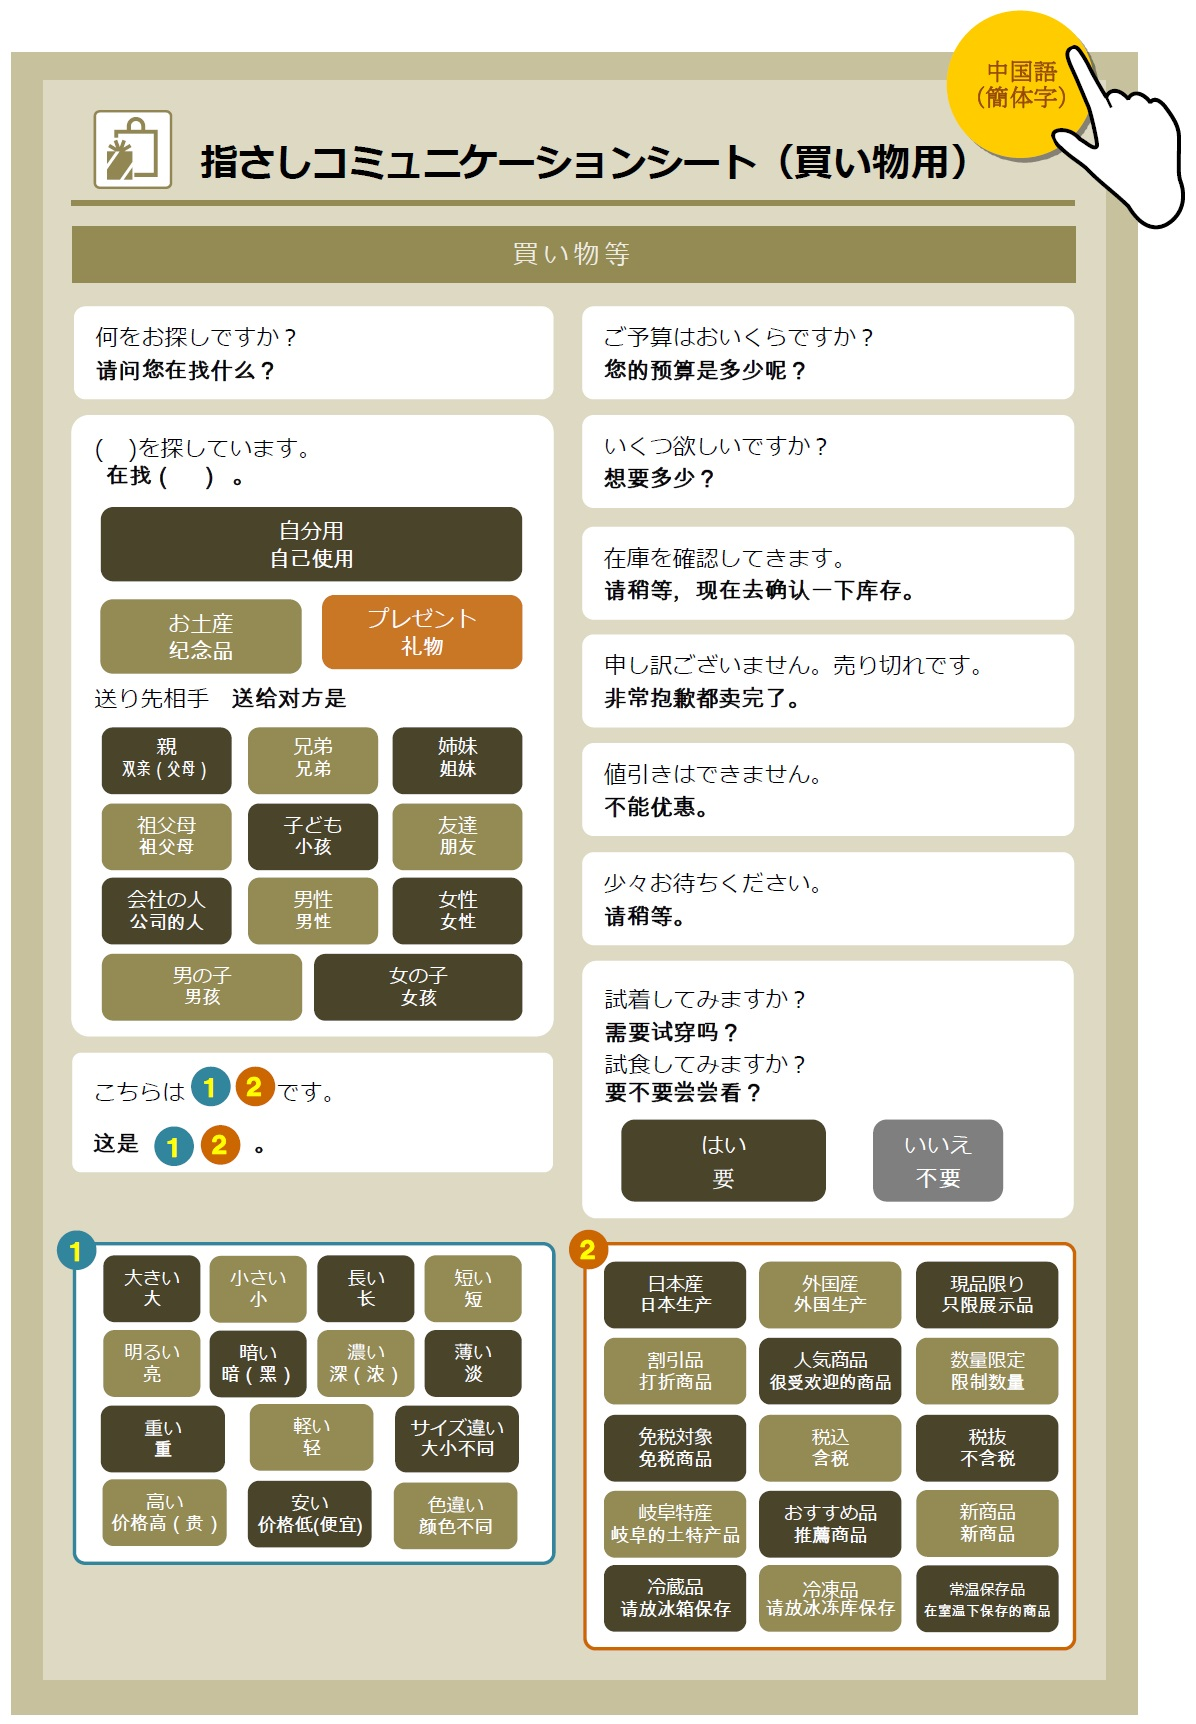 中国語
（簡体字）
指さしコミュニケーションシート（買い物用）
買い物等
何をお探しですか？
请问您在找什么？
(　)を探しています。
在找 (　) 。
自分用
自己使用
お土産
纪念品
プレゼント
礼物
送り先相手　送给对方是
親
双亲（父母）
兄弟
兄弟
姉妹
姐妹
祖父母
祖父母
子ども
小孩
友達
朋友
会社の人
公司的人
男性
男性
女性
女性
男の子
男孩
女の子
女孩
こちらは 1 2 です。
这是 1 2 。
ご予算はおいくらですか？
您的预算是多少呢？
いくつ欲しいですか？
想要多少？
在庫を確認してきます。
请稍等，现在去确认一下库存。
申し訳ございません。売り切れです。
非常抱歉都卖完了。
値引きはできません。
不能优惠。
少々お待ちください。
请稍等。
試着してみますか？
需要试穿吗？
試食してみますか？
要不要尝尝看？
はい
要
いいえ
不要
1
大きい
大
小さい
小
長い
长
短い
短
明るい
亮
暗い
暗（黑）
濃い
深（浓）
薄い
淡
重い
重
軽い
轻
サイズ違い
大小不同
高い
价格高（贵）
安い
价格低(便宜)
色違い
颜色不同
2
日本産
日本生产
外国産
外国生产
現品限り
只限展示品
割引品
打折商品
人気商品
很受欢迎的商品
数量限定
限制数量
免税対象
免税商品
税込
含税
税抜
不含税
岐阜特産
岐阜的土特产品
おすすめ品
推薦商品
新商品
新商品
冷蔵品
请放冰箱保存
冷凍品
请放冰冻库保存
常温保存品
在室温下保存的商品